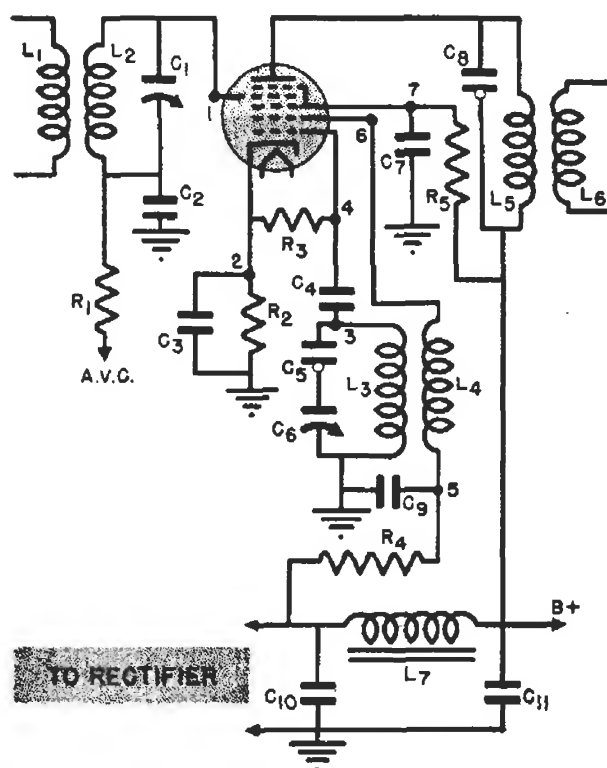 L1
L2
C1
C2
R1
A.V.C.
1
2
3
4
5
6
7
R3
R2
C3
C4
C5
C6
L3
L4
C7
R5
C8
L5
L6
C9
R4
B+
L7
TO RECTIFIER
C10
C11